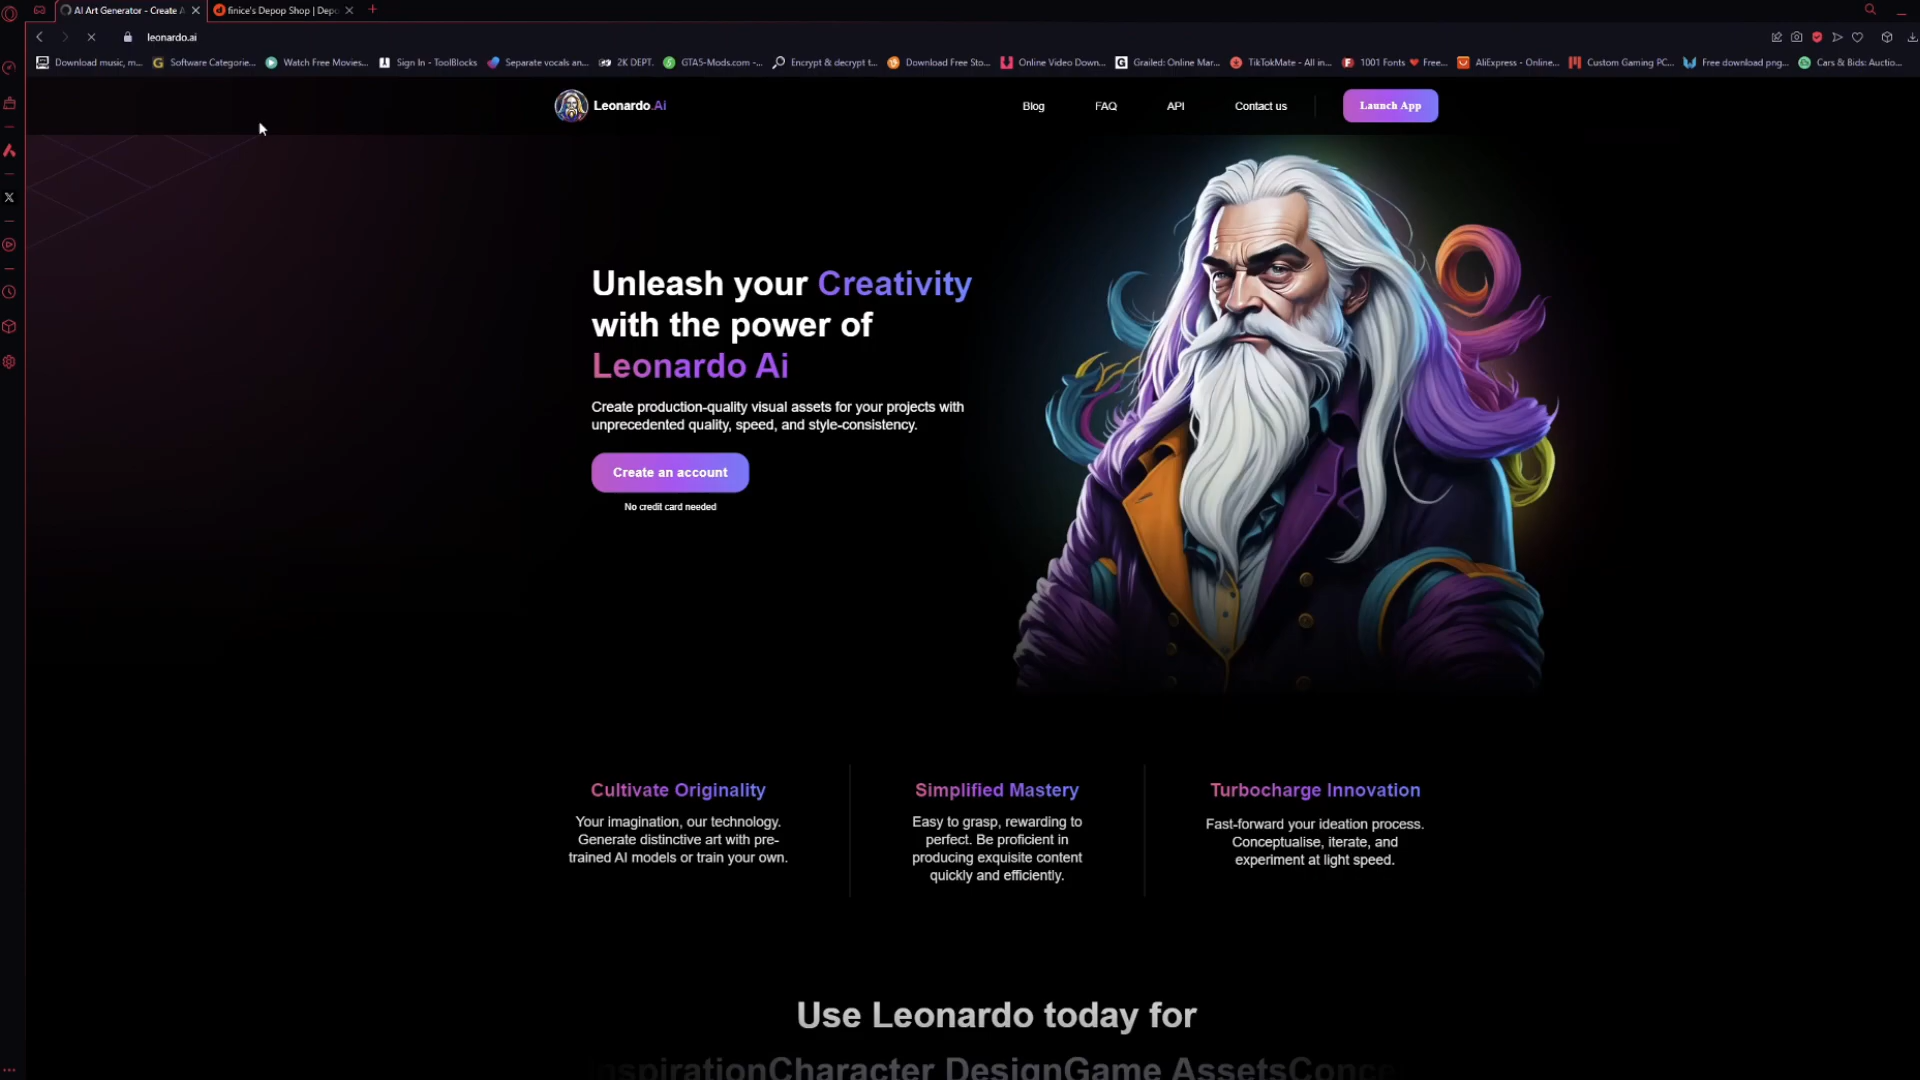 AI Art Generator - Create A
finice's Depop Shop | Depo
leonardo.ai
Download music, m... Software Categorie... Watch Free Movies... Sign In - ToolBlocks Separate vocals an... 2K DEPT. GTA5-Mods.com -... Encrypt & decrypt t... Download Free Sto... Online Video Down... Grailed: Online Mar... TikTokMate - All in... 1001 Fonts ❤ Free... AliExpress - Online... Custom Gaming PC... Free download png... Cars & Bids: Auctio...
Leonardo.Ai
Blog FAQ API Contact us Launch App
Unleash your Creativity
with the power of
Leonardo Ai
Create production-quality visual assets for your projects with
unprecedented quality, speed, and style-consistency.
Create an account
No credit card needed
Cultivate Originality
Your imagination, our technology.
Generate distinctive art with pre-
trained AI models or train your own.
Simplified Mastery
Easy to grasp, rewarding to
perfect. Be proficient in
producing exquisite content
quickly and efficiently.
Turbocharge Innovation
Fast-forward your ideation process.
Conceptualise, iterate, and
experiment at light speed.
Use Leonardo today for
nspirationCharacter DesignGame AssetsConce